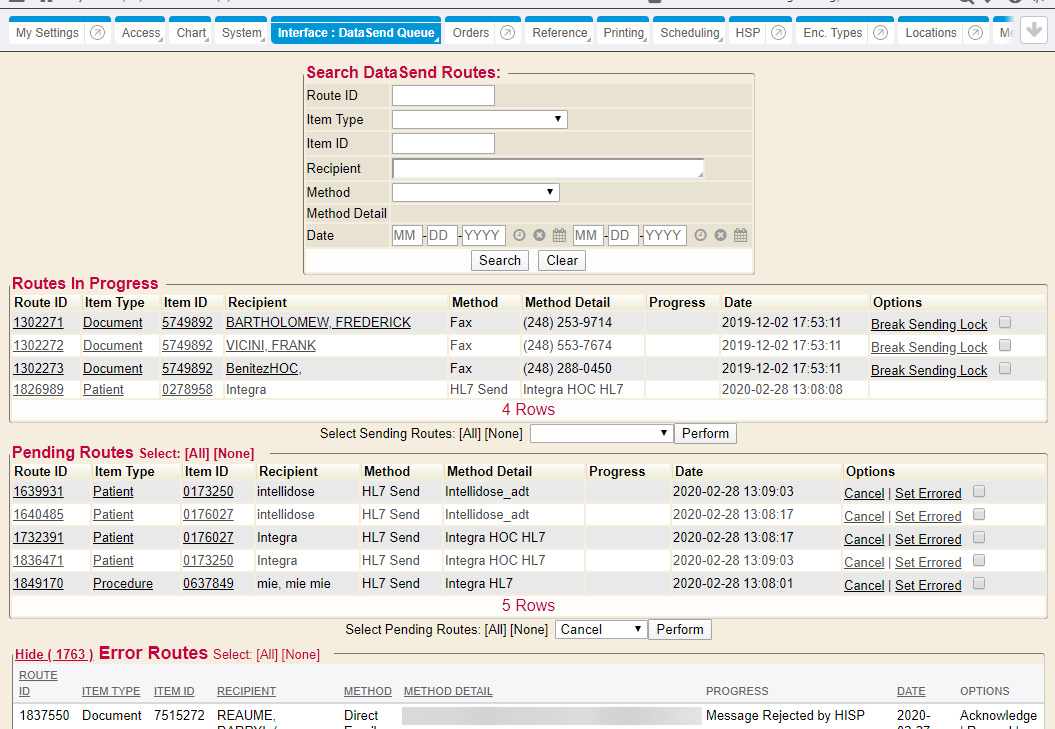 My Settings Access Chart System Interface : DataSend Queue Orders Reference Printing Scheduling HSP Enc. Types Locations
Search DataSend Routes:
Route ID
Item Type
Item ID
Recipient
Method
Method Detail
Date MM - DD - YYYY MM - DD - YYYY
Search Clear
Routes In Progress
Route ID Item Type Item ID Recipient Method Method Detail Progress Date Options
1302271 Document 5749892 BARTHOLOMEW, FREDERICK Fax (248) 253-9714 2019-12-02 17:53:11 Break Sending Lock
1302272 Document 5749892 VICINI, FRANK Fax (248) 553-7674 2019-12-02 17:53:11 Break Sending Lock
1302273 Document 5749892 BenitezHOC, Fax (248) 288-0450 2019-12-02 17:53:11 Break Sending Lock
1826989 Patient 0278958 Integra HL7 Send Integra HOC HL7 2020-02-28 13:08:08
4 Rows
Select Sending Routes: [All] [None] Perform
Pending Routes Select: [All] [None]
Route ID Item Type Item ID Recipient Method Method Detail Progress Date Options
1639931 Patient 0173250 intellidose HL7 Send Intellidose_adt 2020-02-28 13:09:03 Cancel | Set Errored
1640485 Patient 0176027 intellidose HL7 Send Intellidose_adt 2020-02-28 13:08:17 Cancel | Set Errored
1732391 Patient 0176027 Integra HL7 Send Integra HOC HL7 2020-02-28 13:08:17 Cancel | Set Errored
1836471 Patient 0173250 Integra HL7 Send Integra HOC HL7 2020-02-28 13:09:03 Cancel | Set Errored
1849170 Procedure 0637849 mie, mie mie HL7 Send Integra HL7 2020-02-28 13:08:01 Cancel | Set Errored
5 Rows
Select Pending Routes: [All] [None] Cancel Perform
Hide ( 1763 ) Error Routes Select: [All] [None]
ROUTE
ID ITEM TYPE ITEM ID RECIPIENT METHOD METHOD DETAIL PROGRESS DATE OPTIONS
1837550 Document 7515272 REAUME, Direct Message Rejected by HISP 2020- Acknowledge